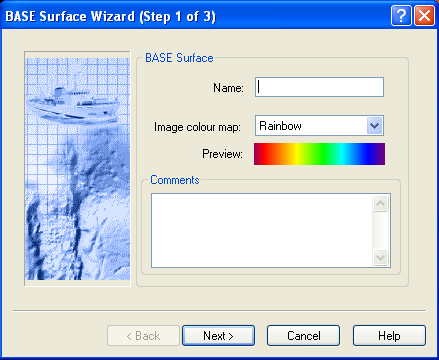 BASE Surface Wizard (Step 1 of 3)
BASE Surface
Name:
Image colour map: Rainbow
Preview:
Comments
< Back Next > Cancel Help